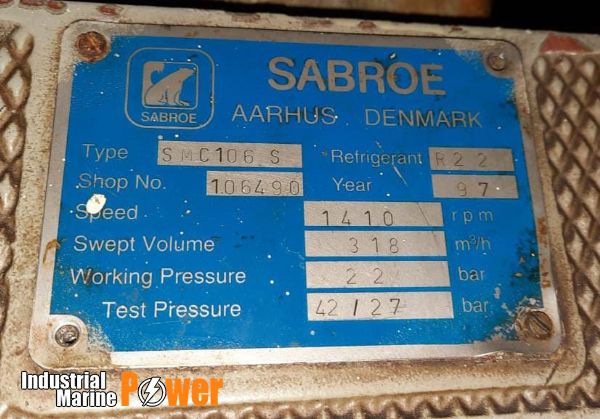 SABROE
SABROE
AARHUS DENMARK
Type SMC106 S Refrigerant R22
Shop No. 106490 Year 97
Speed 1410 rpm
Swept Volume 318 m³/h
Working Pressure 22 bar
Test Pressure 42/27 bar
Industrial
Marine Power